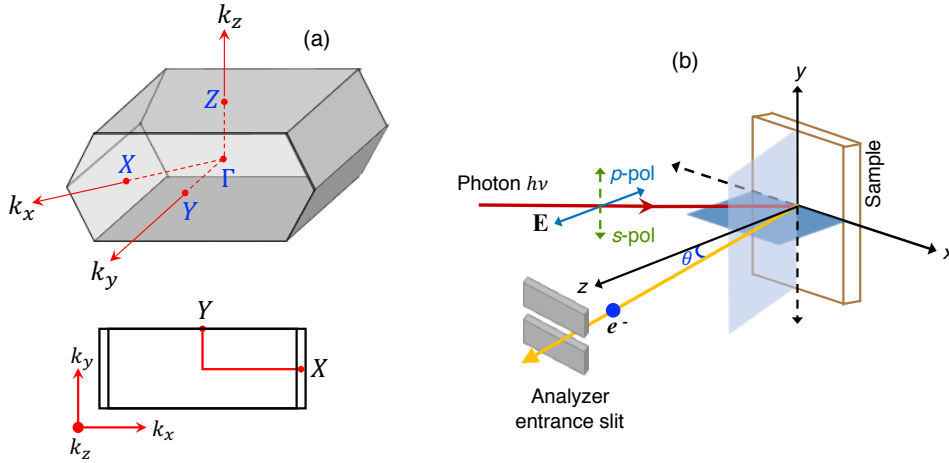 (a)
k_z
Z
X
Γ
k_x
Y
k_y
Y
k_y
X
k_x
k_z
(b)
y
Photon hν
p-pol
Sample
E
s-pol
x
θ
z
e⁻
Analyzer
entrance slit